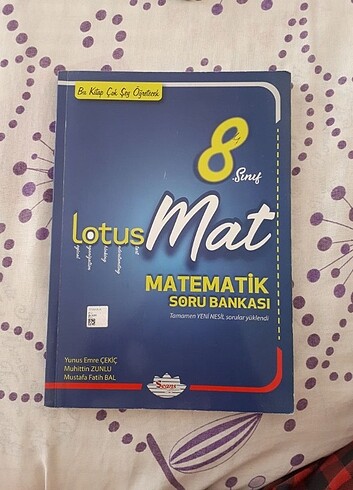 Bu Kitap Çok Şey Öğretecek
8.
Sınıf
lotus Mat
MATEMATİK
SORU BANKASI
Tamamen YENİ NESİL sorular yüklendi
Yunus Emre ÇEKİÇ
Muhittin ZUNLU
Mustafa Fatih BAL
Seans